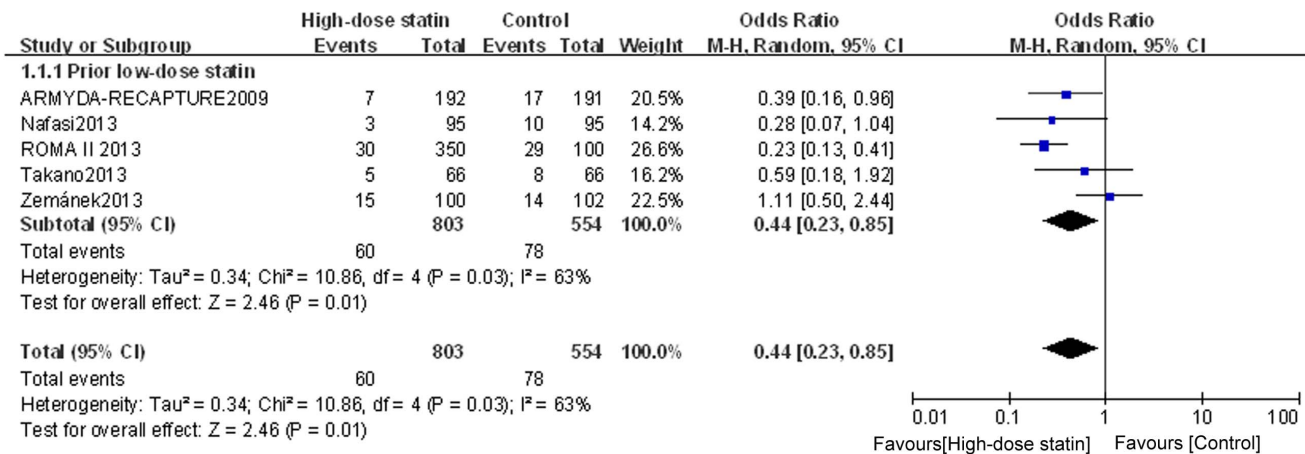 High-dose statin Control Odds Ratio Odds Ratio
Study or Subgroup Events Total Events Total Weight M-H, Random, 95% CI M-H, Random, 95% CI
1.1.1 Prior low-dose statin
ARMYDA-RECAPTURE2009 7 192 17 191 20.5% 0.39 [0.16, 0.96]
Nafasi2013 3 95 10 95 14.2% 0.28 [0.07, 1.04]
ROMA II 2013 30 350 29 100 26.6% 0.23 [0.13, 0.41]
Takano2013 5 66 8 66 16.2% 0.59 [0.18, 1.92]
Zemánek2013 15 100 14 102 22.5% 1.11 [0.50, 2.44]
Subtotal (95% CI) 803 554 100.0% 0.44 [0.23, 0.85]
Total events 60 78
Heterogeneity: Tau² = 0.34; Chi² = 10.86, df = 4 (P = 0.03); I² = 63%
Test for overall effect: Z = 2.46 (P = 0.01)
Total (95% CI) 803 554 100.0% 0.44 [0.23, 0.85]
Total events 60 78
Heterogeneity: Tau² = 0.34; Chi² = 10.86, df = 4 (P = 0.03); I² = 63%
Test for overall effect: Z = 2.46 (P = 0.01)
0.01 0.1 1 10 100
Favours[High-dose statin] Favours [Control]